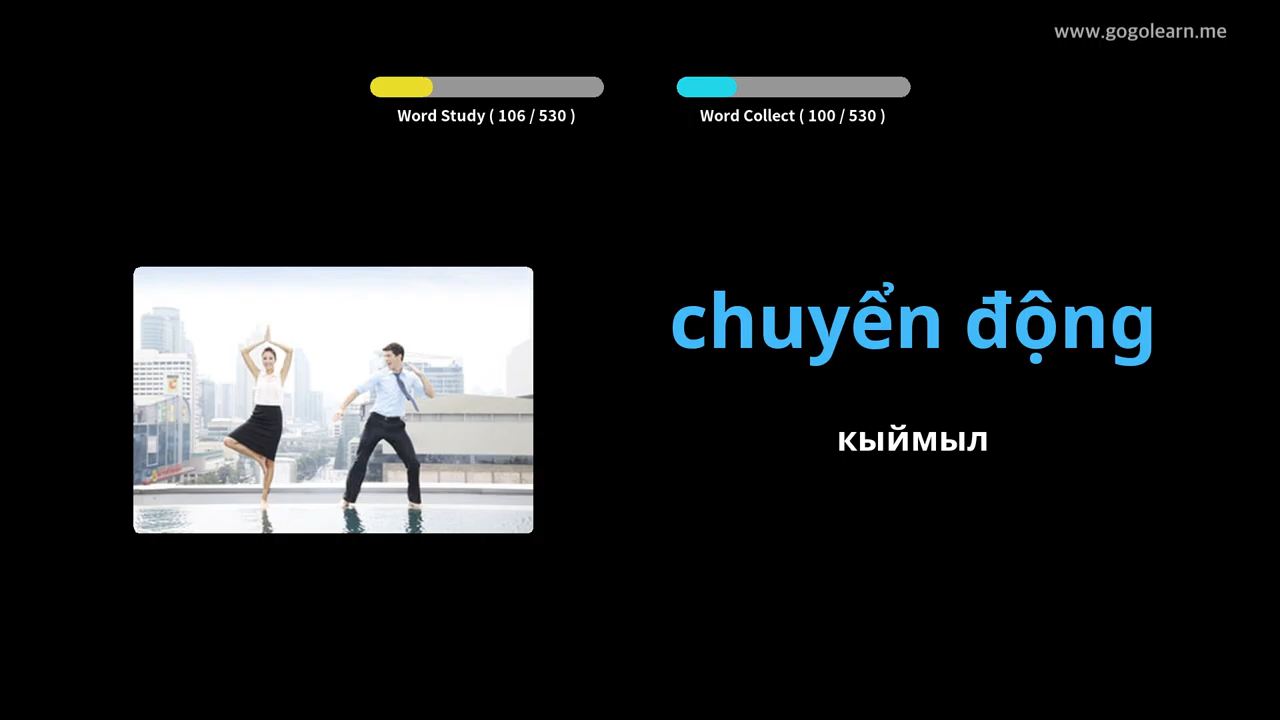 www.gogolearn.me
Word Study ( 106 / 530 )
Word Collect ( 100 / 530 )
chuyển động
кыймыл